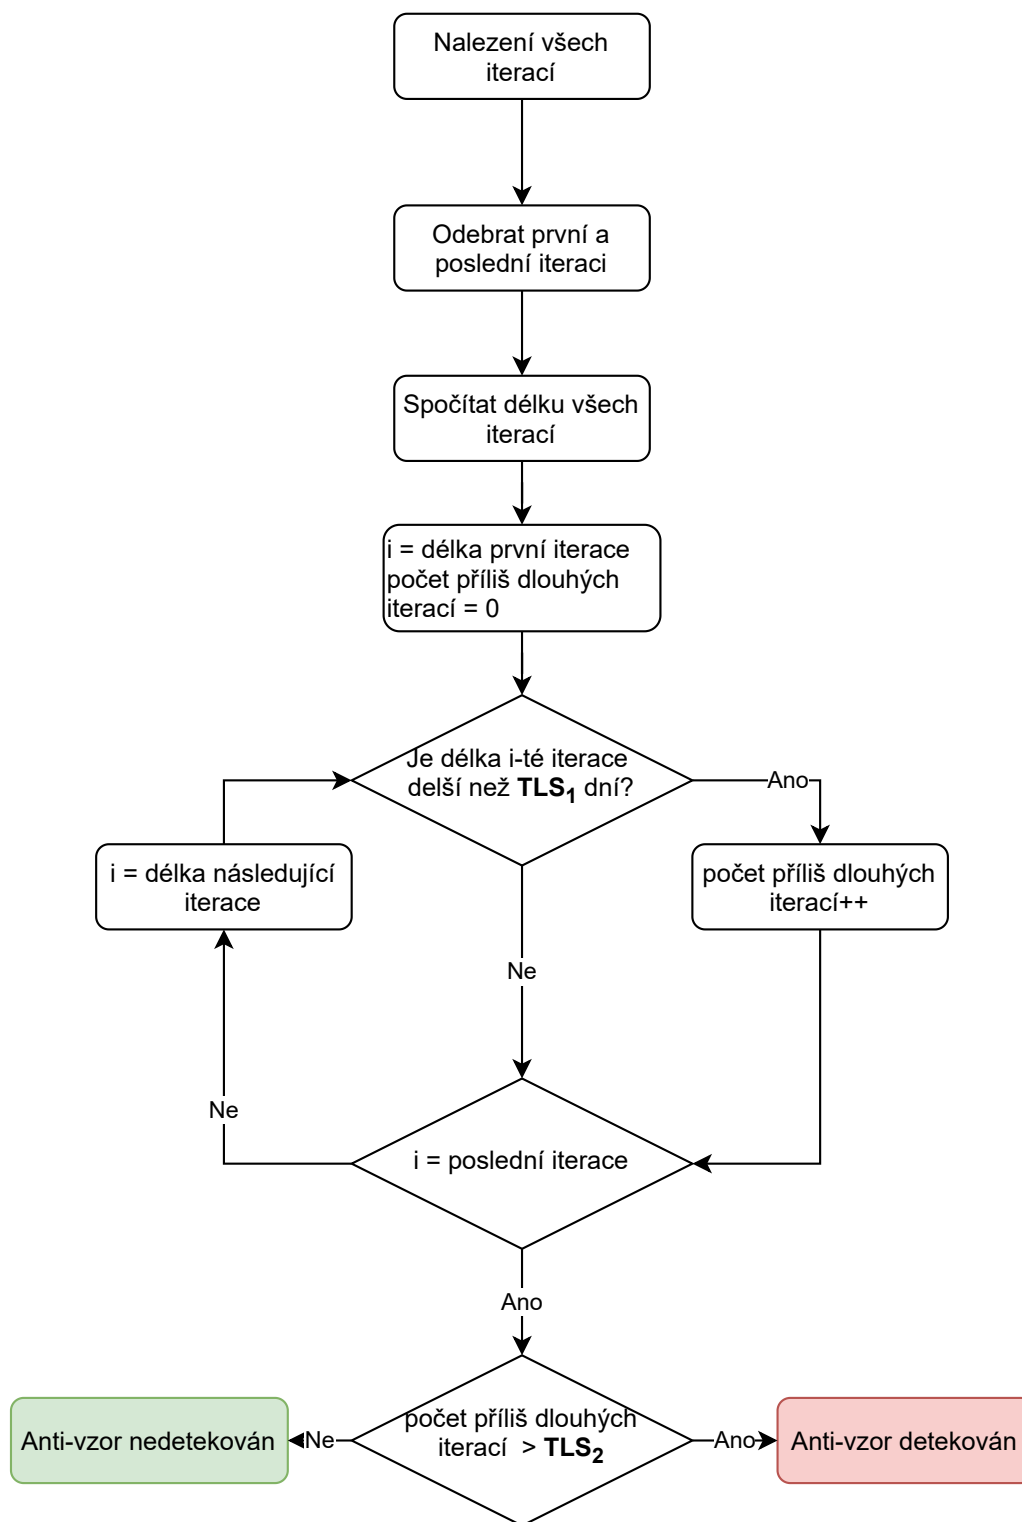 Nalezení všech
iterací
Odebrat první a
poslední iteraci
Spočítat délku všech
iterací
i = délka první iterace
počet příliš dlouhých
iterací = 0
Je délka i-té iterace
delší než TLS₁ dní?
Ano
i = délka následující
iterace
počet příliš dlouhých
iterací++
Ne
Ne
i = poslední iterace
Ano
počet příliš dlouhých
iterací > TLS₂
Anti-vzor nedetekován
Ne
Ano
Anti-vzor detekován